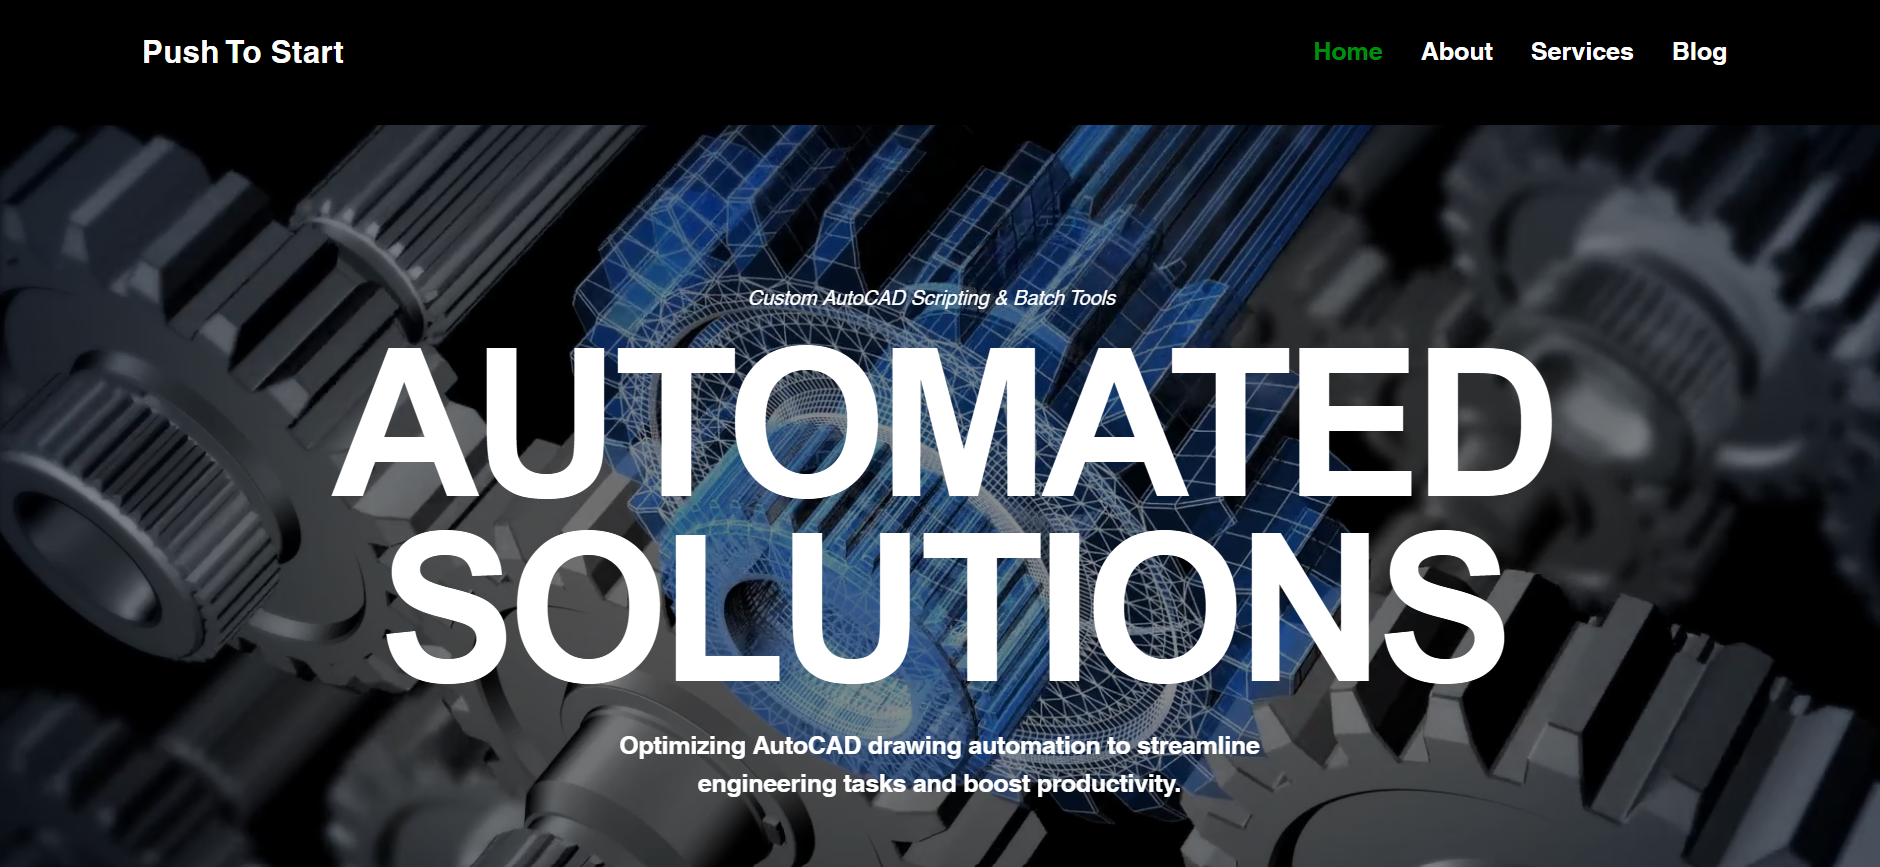 Push To Start
Home About Services Blog
Custom AutoCAD Scripting & Batch Tools
AUTOMATED
SOLUTIONS
Optimizing AutoCAD drawing automation to streamline
engineering tasks and boost productivity.